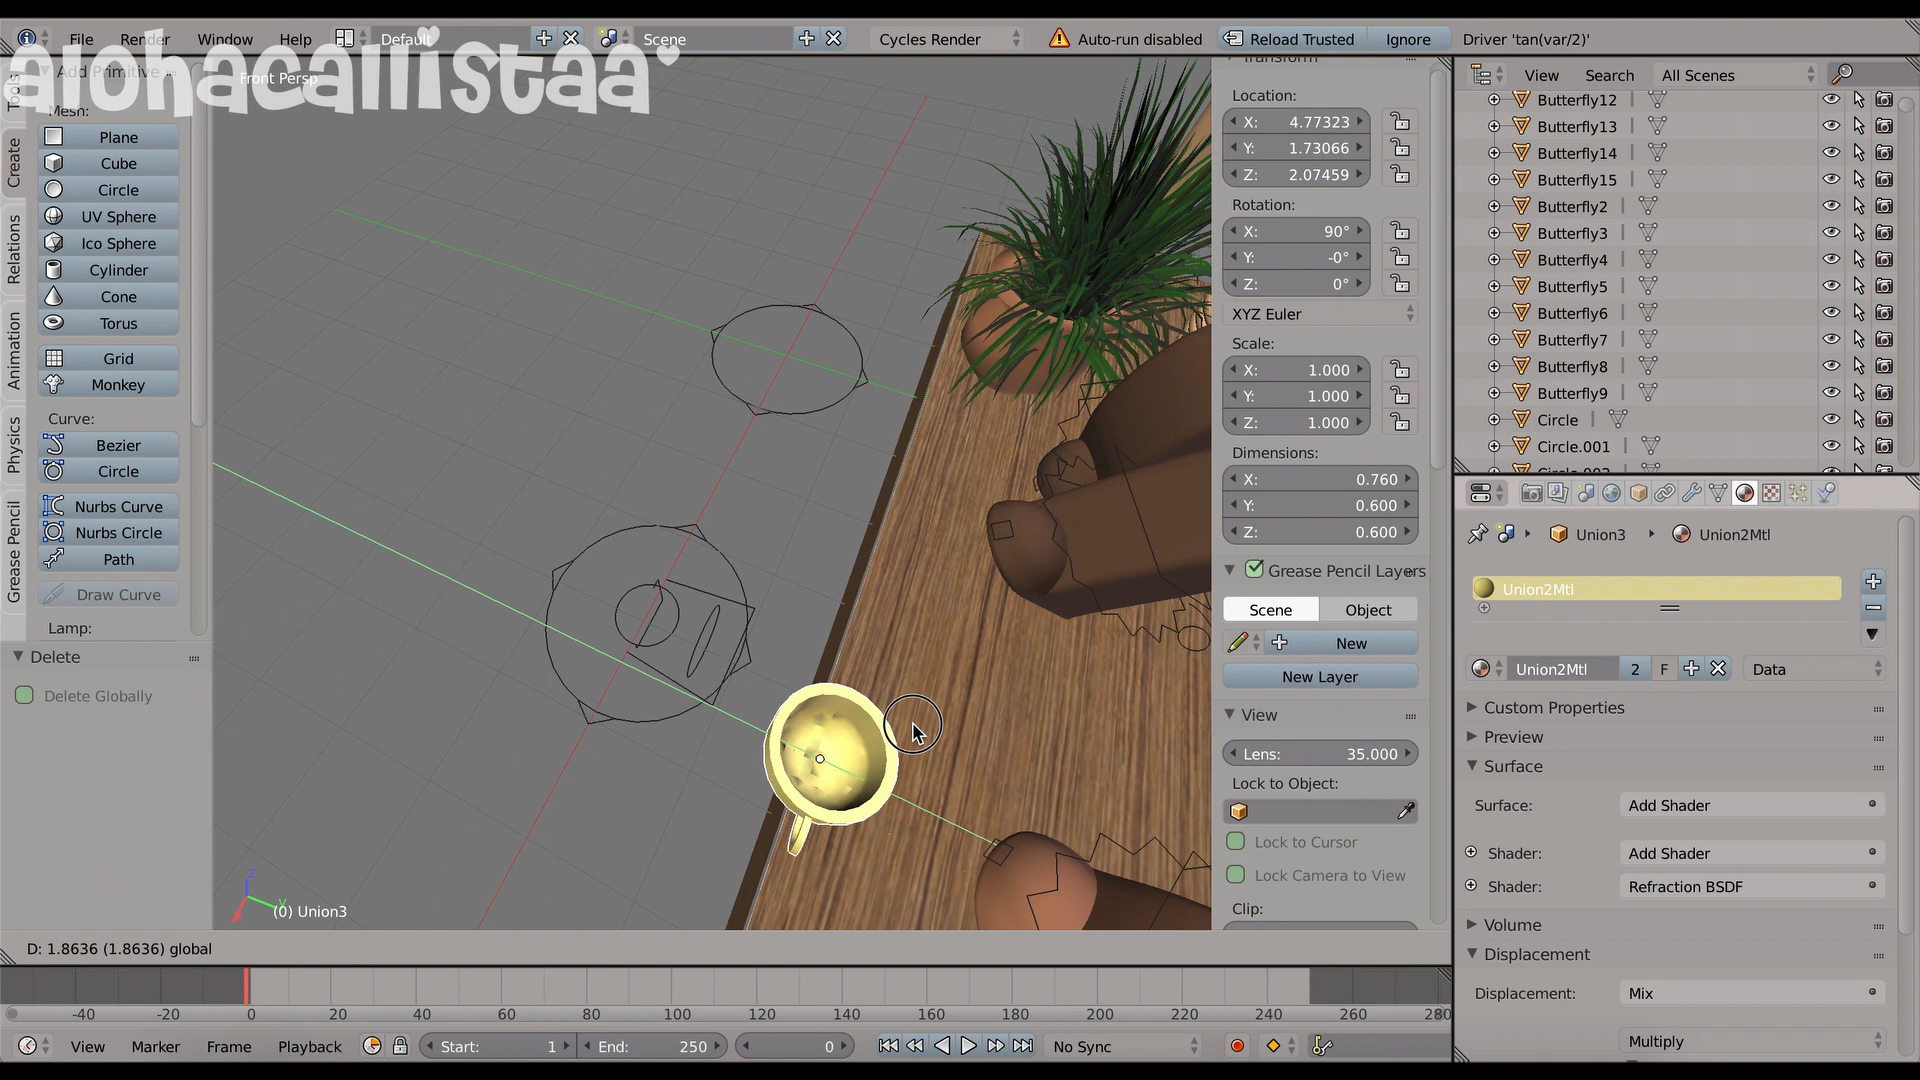 File Render Window Help Default Scene Cycles Render Auto-run disabled Reload Trusted Ignore Driver 'tan(var/2)'
alohacallistaa
Add Primitive
Front Persp
Mesh:
Plane
Cube
Circle
UV Sphere
Ico Sphere
Cylinder
Cone
Torus
Grid
Monkey
Curve:
Bezier
Circle
Nurbs Curve
Nurbs Circle
Path
Draw Curve
Lamp:
Tools
Create
Relations
Animation
Physics
Grease Pencil
Delete
Delete Globally
z
y
(0) Union3
Transform
Location:
X: 4.77323
Y: 1.73066
Z: 2.07459
Rotation:
X: 90°
Y: -0°
Z: 0°
XYZ Euler
Scale:
X: 1.000
Y: 1.000
Z: 1.000
Dimensions:
X: 0.760
Y: 0.600
Z: 0.600
Grease Pencil Layers
Scene Object
New
New Layer
View
Lens: 35.000
Lock to Object:
Lock to Cursor
Lock Camera to View
Clip:
View Search All Scenes
Butterfly12
Butterfly13
Butterfly14
Butterfly15
Butterfly2
Butterfly3
Butterfly4
Butterfly5
Butterfly6
Butterfly7
Butterfly8
Butterfly9
Circle
Circle.001
Union3 Union2Mtl
Union2Mtl
Union2Mtl 2 F Data
Custom Properties
Preview
Surface
Surface: Add Shader
Shader: Add Shader
Shader: Refraction BSDF
Volume
Displacement
Displacement: Mix
Multiply
D: 1.8636 (1.8636) global
-40 -20 0 20 40 60 80 100 120 140 160 180 200 220 240 260 280
View Marker Frame Playback Start: 1 End: 250 0 No Sync